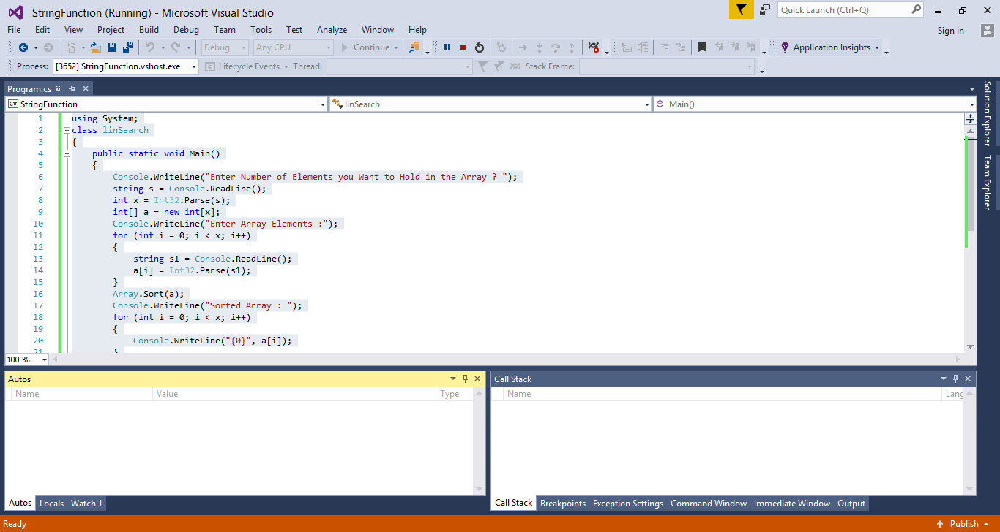 StringFunction (Running) - Microsoft Visual Studio
Quick Launch (Ctrl+Q)
File Edit View Project Build Debug Team Tools Test Analyze Window Help
Sign in
Debug Any CPU Continue Application Insights
Process: [3652] StringFunction.vshost.exe Lifecycle Events Thread: Stack Frame:
Program.cs
C# StringFunction linSearch Main()
Solution Explorer
Team Explorer
1 using System;
2 class linSearch
3 {
4 public static void Main()
5 {
6 Console.WriteLine("Enter Number of Elements you Want to Hold in the Array ? ");
7 string s = Console.ReadLine();
8 int x = Int32.Parse(s);
9 int[] a = new int[x];
10 Console.WriteLine("Enter Array Elements :");
11 for (int i = 0; i < x; i++)
12 {
13 string s1 = Console.ReadLine();
14 a[i] = Int32.Parse(s1);
15 }
16 Array.Sort(a);
17 Console.WriteLine("Sorted Array : ");
18 for (int i = 0; i < x; i++)
19 {
20 Console.WriteLine("{0}", a[i]);
21 }
100 %
Autos
Name Value Type
Call Stack
Name Lang
Autos Locals Watch 1
Call Stack Breakpoints Exception Settings Command Window Immediate Window Output
Ready
Publish